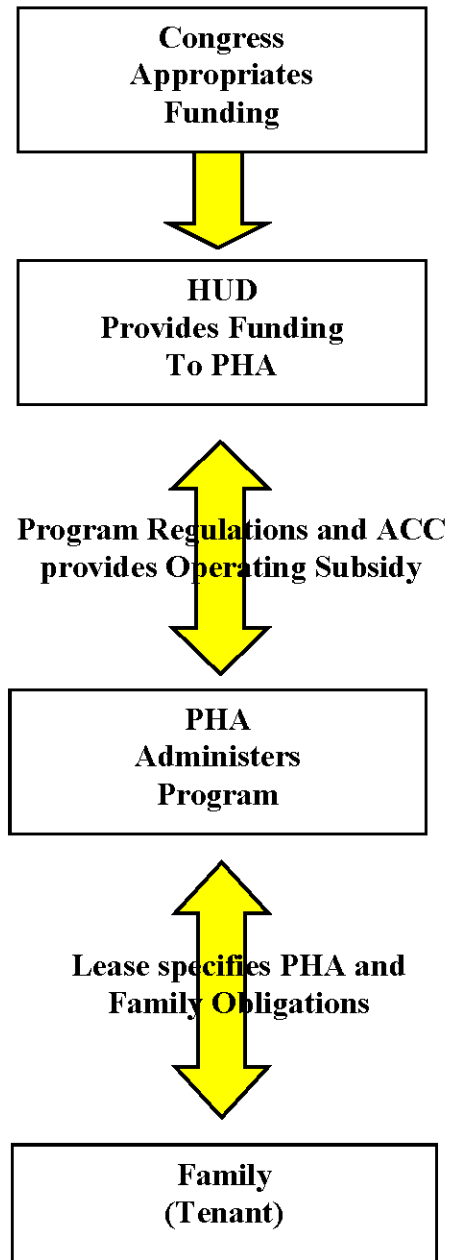 Congress
Appropriates
Funding
HUD
Provides Funding
To PHA
Program Regulations and ACC
provides Operating Subsidy
PHA
Administers
Program
Lease specifies PHA and
Family Obligations
Family
(Tenant)